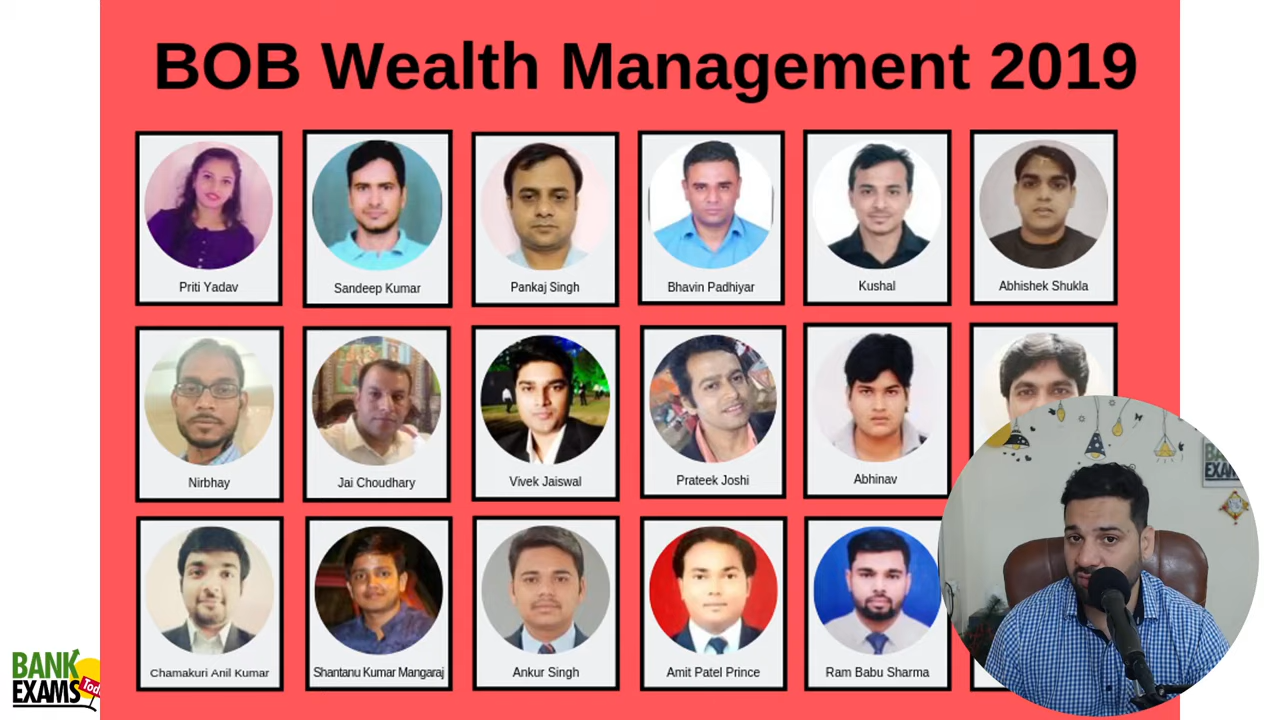 BOB Wealth Management 2019
Priti Yadav
Sandeep Kumar
Pankaj Singh
Bhavin Padhiyar
Kushal
Abhishek Shukla
Nirbhay
Jai Choudhary
Vivek Jaiswal
Prateek Joshi
Abhinav
Chamakuri Anil Kumar
Shantanu Kumar Mangaraj
Ankur Singh
Amit Patel Prince
Ram Babu Sharma
BANK
EXAMS